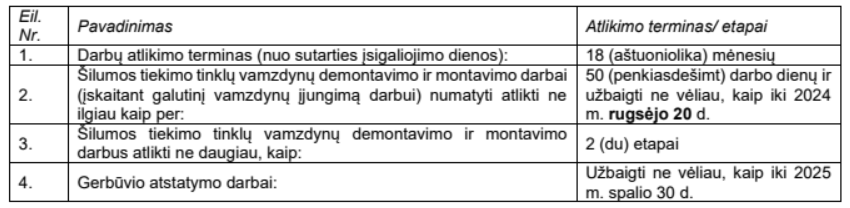 Eil. Nr.
Pavadinimas
Atlikimo terminas/ etapai
1.
Darbų atlikimo terminas (nuo sutarties įsigaliojimo dienos):
18 (aštuoniolika) mėnesių
2.
Šilumos tiekimo tinklų vamzdynų demontavimo ir montavimo darbai
(įskaitant galutinį vamzdynų įjungimą darbui) numatyti atlikti ne
ilgiau kaip per:
50 (penkiasdešimt) darbo dienų ir
užbaigti ne vėliau, kaip iki 2024
m. rugsėjo 20 d.
3.
Šilumos tiekimo tinklų vamzdynų demontavimo ir montavimo
darbus atlikti ne daugiau, kaip:
2 (du) etapai
4.
Gerbūvio atstatymo darbai:
Užbaigti ne vėliau, kaip iki 2025
m. spalio 30 d.